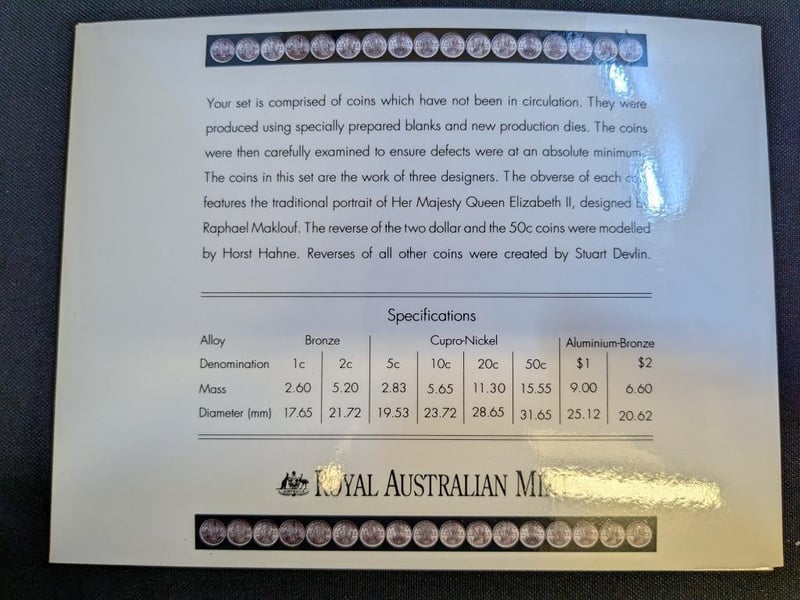 Your set is comprised of coins which have not been in circulation. They were
produced using specially prepared blanks and new production dies. The coins
were then carefully examined to ensure defects were at an absolute minimum.
The coins in this set are the work of three designers. The obverse of each
features the traditional portrait of Her Majesty Queen Elizabeth II, designed
Raphael Maklouf. The reverse of the two dollar and the 50c coins were modelled
by Horst Hahne. Reverses of all other coins were created by Stuart Devlin.
Specifications
Alloy Bronze Cupro-Nickel Aluminium-Bronze
Denomination 1c 2c 5c 10c 20c 50c $1 $2
Mass 2.60 5.20 2.83 5.65 11.30 15.55 9.00 6.60
Diameter (mm) 17.65 21.72 19.53 23.72 28.65 31.65 25.12 20.62
ROYAL AUSTRALIAN